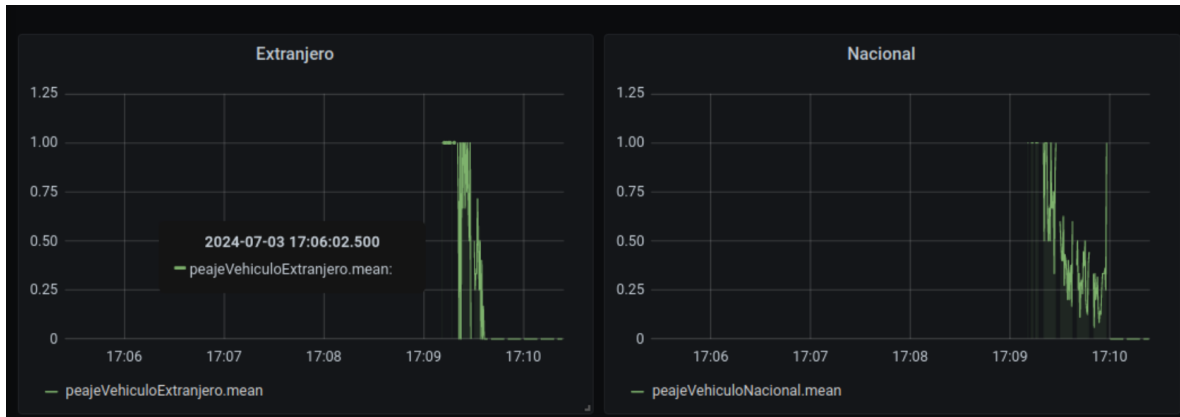 Extranjero
1.25
1.00
0.75
0.50
0.25
0
17:06 17:07 17:08 17:09 17:10
2024-07-03 17:06:02.500
peajeVehiculoExtranjero.mean:
peajeVehiculoExtranjero.mean
Nacional
1.25
1.00
0.75
0.50
0.25
0
17:06 17:07 17:08 17:09 17:10
peajeVehiculoNacional.mean